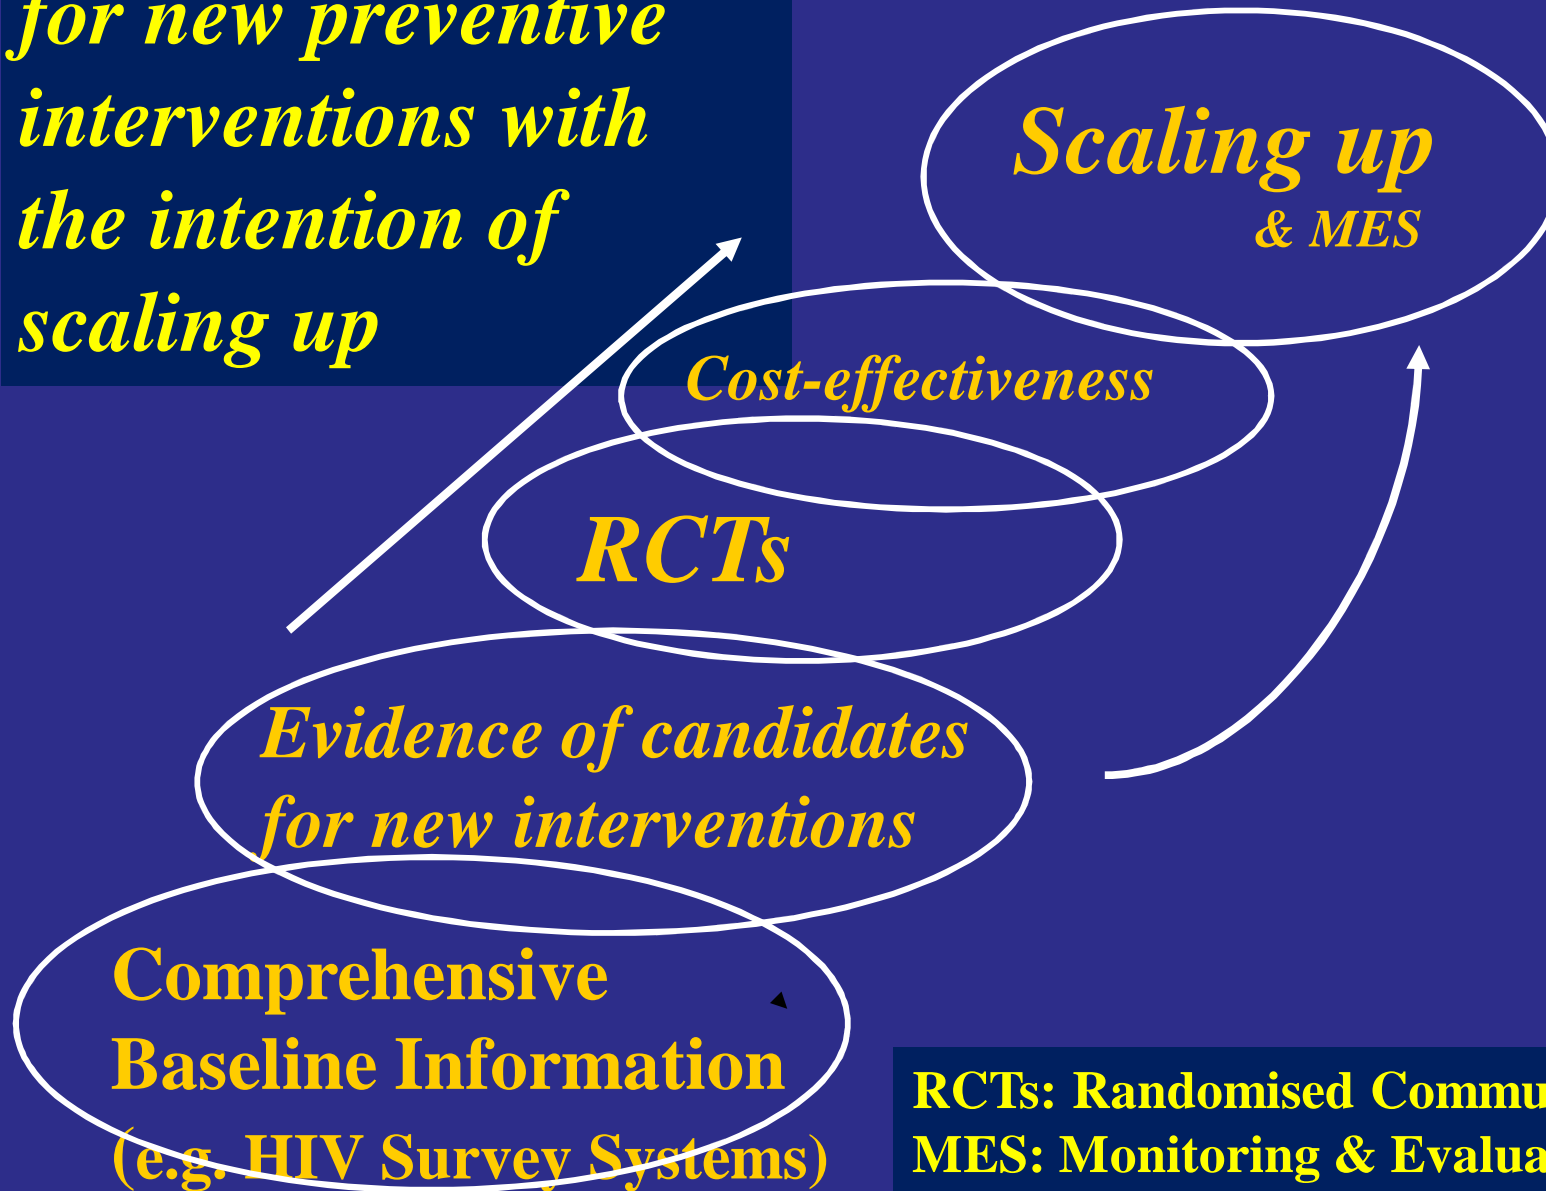 for new preventive
interventions with
the intention of
scaling up
Scaling up
& MES
Cost-effectiveness
RCTs
Evidence of candidates
for new interventions
Comprehensive
Baseline Information
(e.g. HIV Survey Systems)
RCTs: Randomised Commu
MES: Monitoring & Evalua